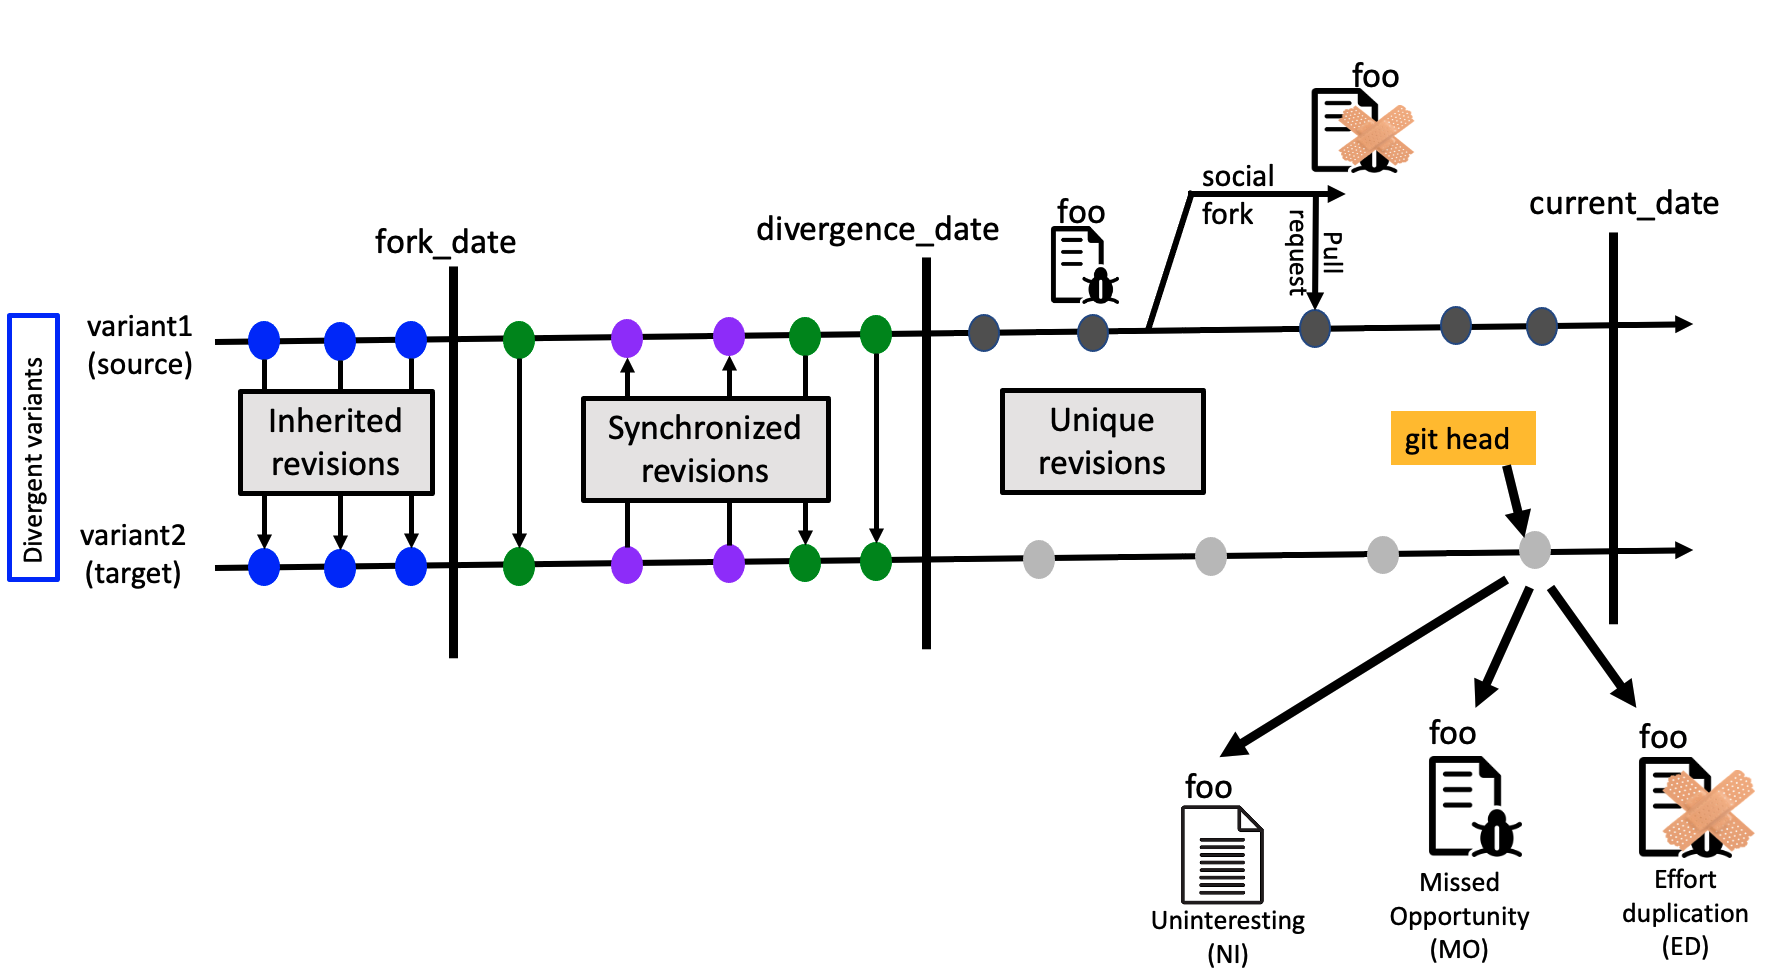 foo
social
fork
Pull
request
foo
current_date
divergence_date
fork_date
Divergent variants
variant1
(source)
Inherited
revisions
Synchronized
revisions
Unique
revisions
git head
variant2
(target)
foo
Uninteresting
(NI)
foo
Missed
Opportunity
(MO)
foo
Effort
duplication
(ED)